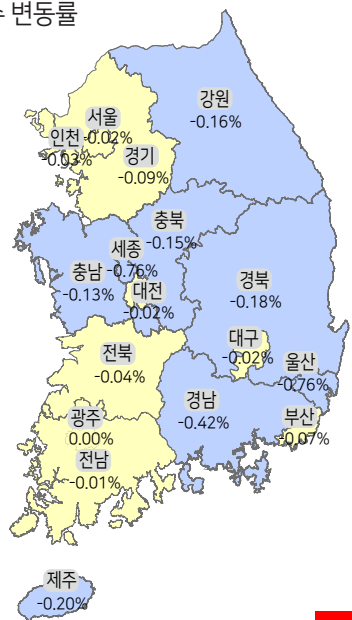 변동률
강원
-0.16%
서울
-0.02%
인천
-0.03%
경기
-0.09%
충북
-0.15%
세종
-0.76%
충남
-0.13%
대전
-0.02%
경북
-0.18%
대구
-0.02%
울산
-0.76%
전북
-0.04%
경남
-0.42%
부산
-0.07%
광주
0.00%
전남
-0.01%
제주
-0.20%